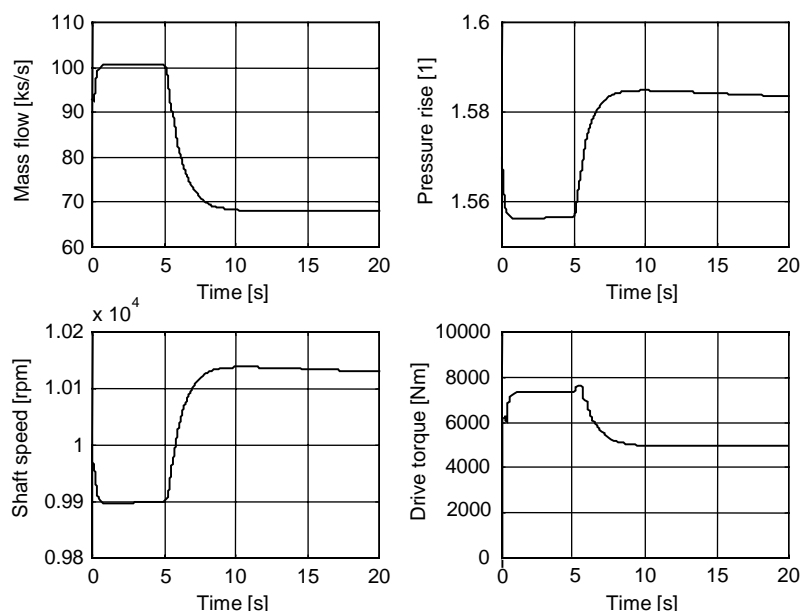 110
100
90
80
70
60
Mass flow [ks/s]
0 5 10 15 20
Time [s]
1.6
1.58
1.56
Pressure rise [1]
0 5 10 15 20
Time [s]
x 10^4
1.02
1.01
1
0.99
0.98
Shaft speed [rpm]
0 5 10 15 20
Time [s]
10000
8000
6000
4000
2000
0
Drive torque [Nm]
0 5 10 15 20
Time [s]